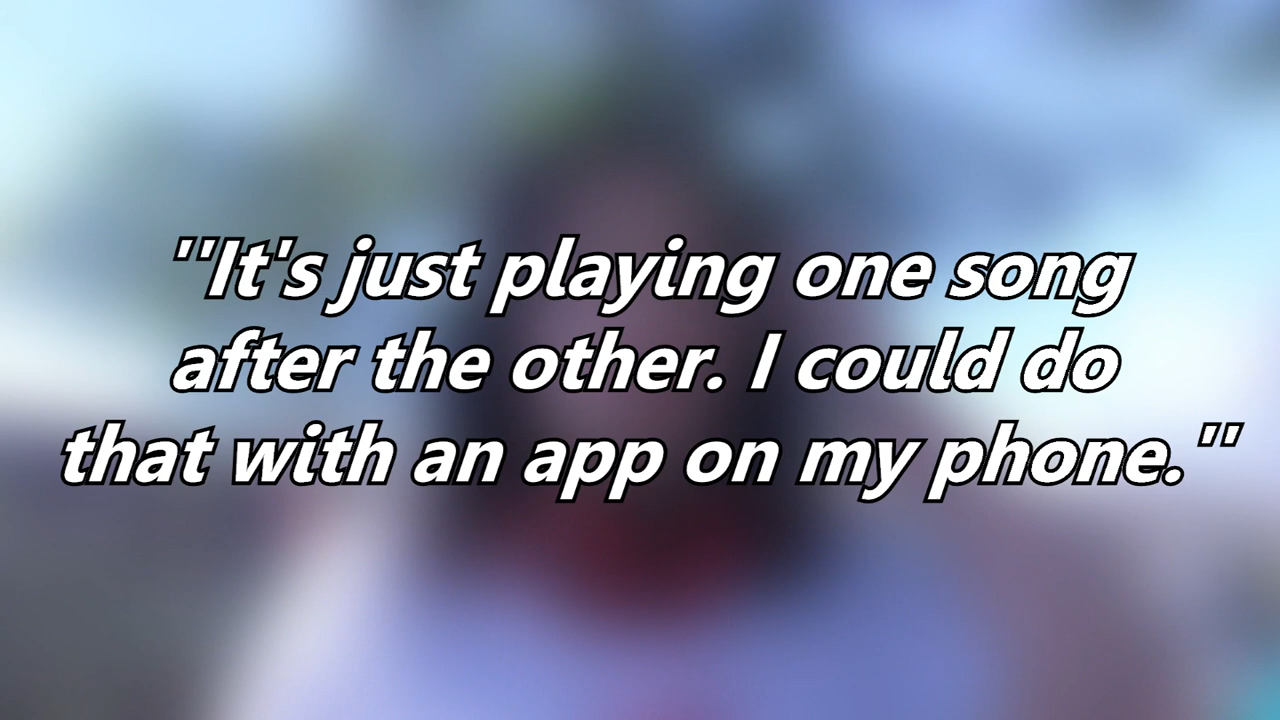 "It's just playing one song
after the other. I could do
that with an app on my phone."